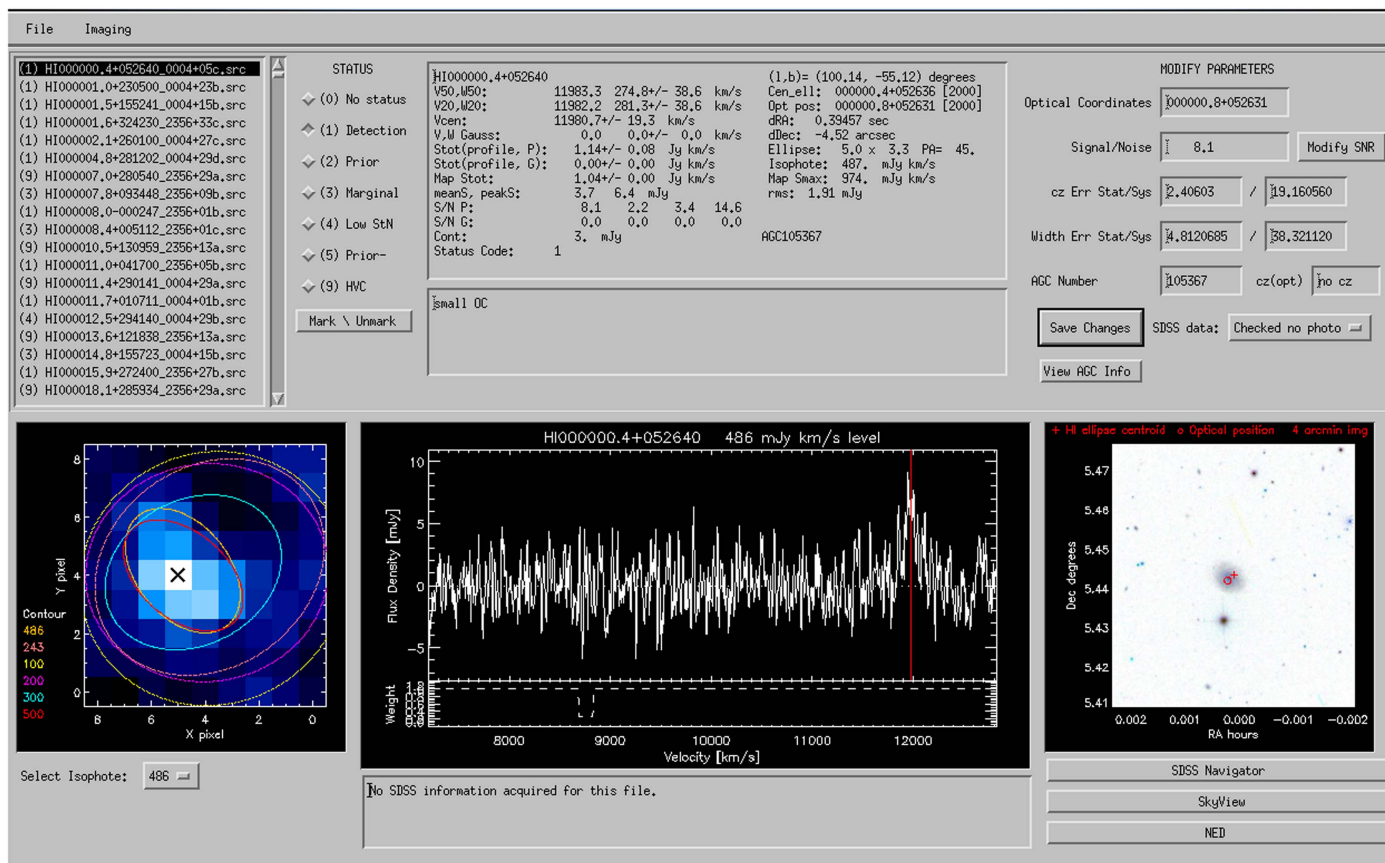 File Imaging
(1) HI000000.4+052640_0004+05c.src
(1) HI000001.0+230500_0004+23b.src
(1) HI000001.5+155241_0004+15b.src
(1) HI000001.6+324230_2356+33c.src
(1) HI000002.1+260100_0004+27c.src
(1) HI000004.8+281202_0004+29d.src
(9) HI000007.0+280540_2356+29a.src
(3) HI000007.8+093448_2356+09b.src
(1) HI000008.0-000247_2356+01b.src
(3) HI000008.4+005112_2356+01c.src
(9) HI000010.5+130959_2356+13a.src
(1) HI000011.0+041700_2356+05b.src
(9) HI000011.4+290141_0004+29a.src
(1) HI000011.7+010711_0004+01b.src
(4) HI000012.5+294140_0004+29b.src
(9) HI000013.6+121838_2356+13a.src
(3) HI000014.8+155723_0004+15b.src
(1) HI000015.9+272400_2356+27b.src
(9) HI000018.1+285934_2356+29a.src
STATUS
(0) No status
(1) Detection
(2) Prior
(3) Marginal
(4) Low StN
(5) Prior-
(9) HVC
Mark \ Unmark
HI000000.4+052640 (l,b)= (100.14, -55.12) degrees
V50,W50: 11983.3 274.8+/- 38.6 km/s Cen_ell: 000000.4+052636 [2000]
V20,W20: 11982.2 281.3+/- 38.6 km/s Opt pos: 000000.8+052631 [2000]
Vcen: 11980.7+/- 19.3 km/s dRA: 0.39457 sec
V,W Gauss: 0.0 0.0+/- 0.0 km/s dDec: -4.52 arcsec
Stot(profile, P): 1.14+/- 0.08 Jy km/s Ellipse: 5.0 x 3.3 PA= 45.
Stot(profile, G): 0.00+/- 0.00 Jy km/s Isophote: 487. mJy km/s
Map Stot: 1.04+/- 0.00 Jy km/s Map Smax: 974. mJy km/s
meanS, peakS: 3.7 6.4 mJy rms: 1.91 mJy
S/N P: 8.1 2.2 3.4 14.6
S/N G: 0.0 0.0 0.0 0.0
Cont: 3. mJy AGC105367
Status Code: 1
small OC
MODIFY PARAMETERS
Optical Coordinates 000000.8+052631
Signal/Noise 8.1 Modify SNR
cz Err Stat/Sys 2.40603 / 19.160560
Width Err Stat/Sys 4.8120685 / 38.321120
AGC Number 105367 cz(opt) no cz
Save Changes SDSS data: Checked no photo
View AGC Info
8
6
4
2
0
Y pixel
Contour
486
243
100
200
300
500
8 6 4 2 0
X pixel
Select Isophote: 486
HI000000.4+052640 486 mJy km/s level
10
5
0
-5
Flux Density [mJy]
Weight
8000 9000 10000 11000 12000
Velocity [km/s]
No SDSS information acquired for this file.
+ HI ellipse centroid o Optical position 4 arcmin img
5.47
5.46
5.45
5.44
5.43
5.42
5.41
Dec degrees
0.002 0.001 0.000 -0.001 -0.002
RA hours
SDSS Navigator
SkyView
NED